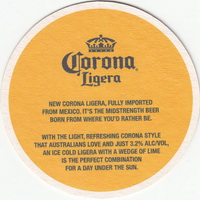 Corona
Ligera
NEW CORONA LIGERA, FULLY IMPORTED
FROM MEXICO. IT'S THE MIDSTRENGTH BEER
BORN FROM WHERE YOU'D RATHER BE.
WITH THE LIGHT, REFRESHING CORONA STYLE
THAT AUSTRALIANS LOVE AND JUST 3.2% ALC/VOL,
AN ICE COLD LIGERA WITH A WEDGE OF LIME
IS THE PERFECT COMBINATION
FOR A DAY UNDER THE SUN.